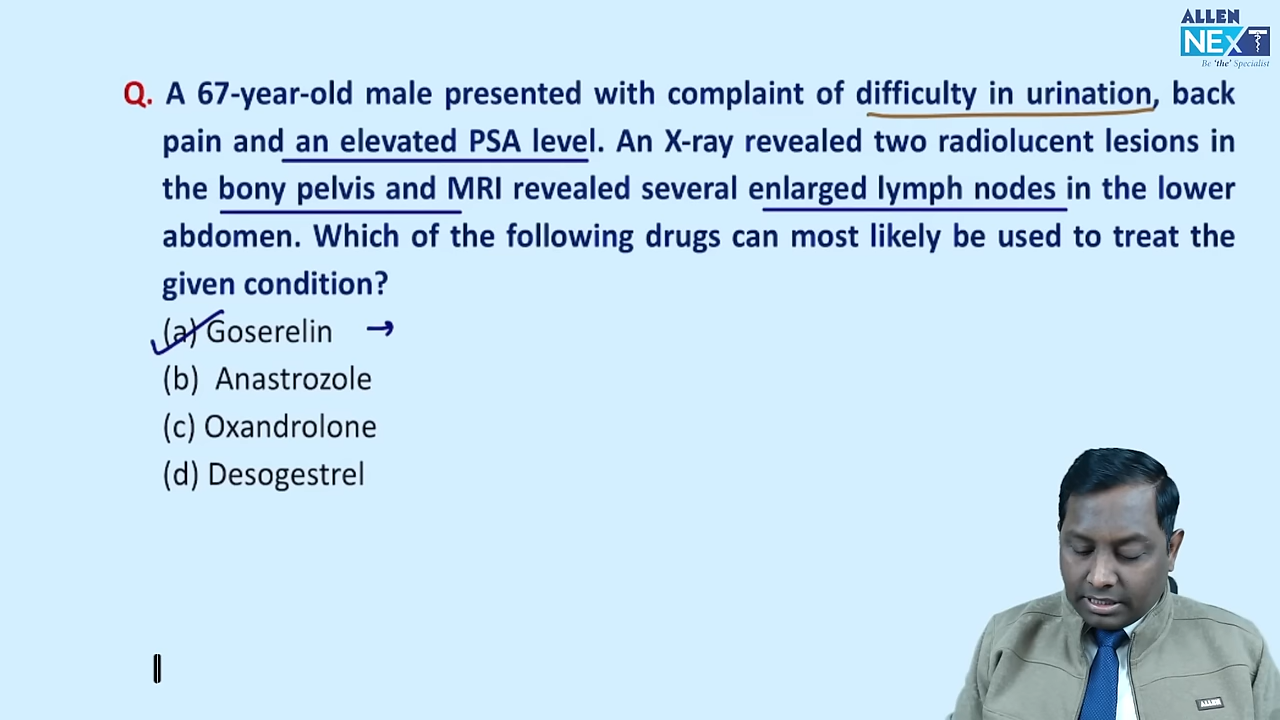 ALLEN
NEXT
Be 'the' Specialist
Q. A 67-year-old male presented with complaint of difficulty in urination, back
pain and an elevated PSA level. An X-ray revealed two radiolucent lesions in
the bony pelvis and MRI revealed several enlarged lymph nodes in the lower
abdomen. Which of the following drugs can most likely be used to treat the
given condition?
(a) Goserelin →
(b) Anastrozole
(c) Oxandrolone
(d) Desogestrel
ALLEN